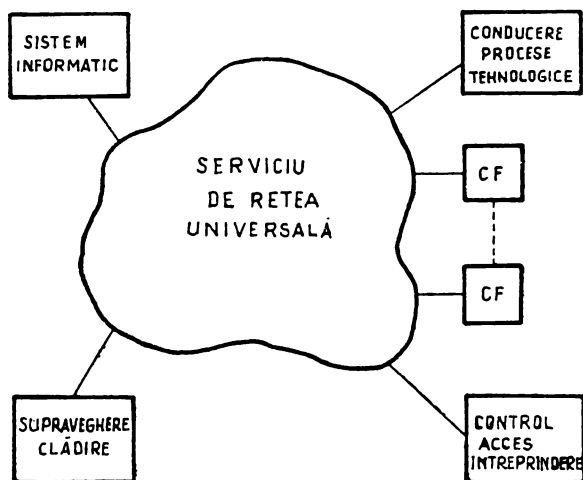 SISTEM
INFORMATIC
CONDUCERE
PROCESE
TEHNOLOGICE
SERVICIU
DE RETEA
UNIVERSALĂ
CF
CF
SUPRAVEGHERE
CLĂDIRE
CONTROL
ACCES
INTREPRINDERE